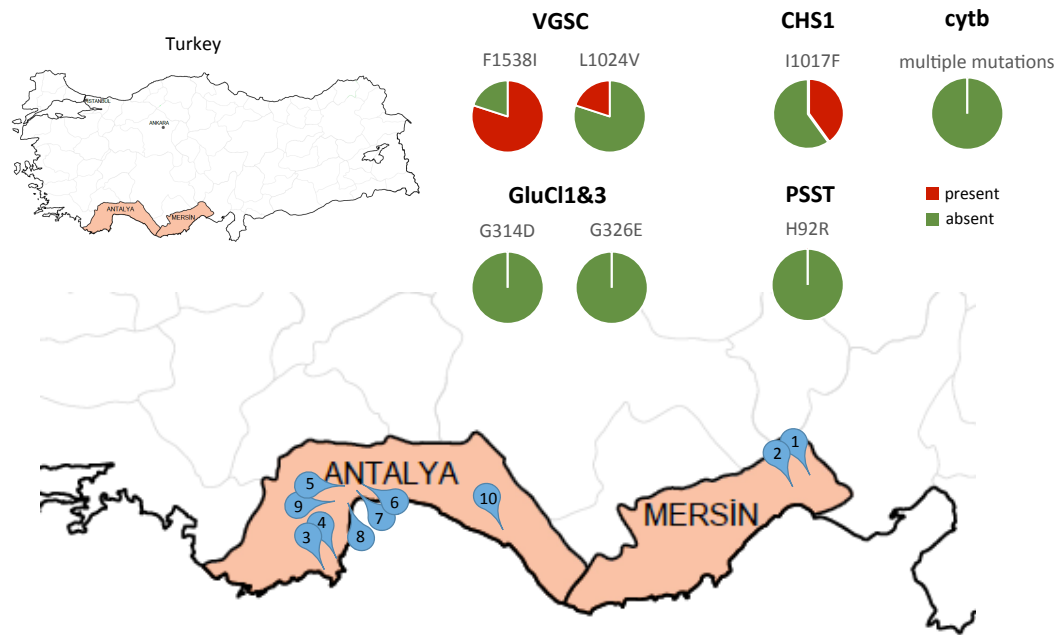 Turkey
İSTANBUL
ANKARA
ANTALYA
MERSİN
VGSC
F1538I
L1024V
CHS1
I1017F
cytb
multiple mutations
GluCl1&3
G314D
G326E
PSST
H92R
present
absent
ANTALYA
MERSİN
1
2
3
4
5
6
7
8
9
10